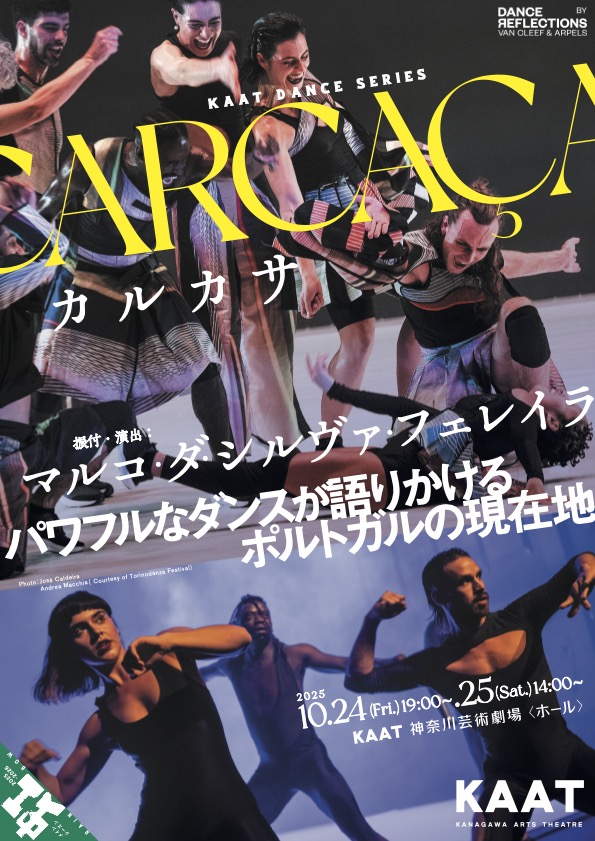 DANCE BY
REFLECTIONS
VAN CLEEF & ARPELS
KAAT DANCE SERIES
CARCAÇA
カルカサ
振付・演出：
マルコ・ダ・シルヴァ・フェレイラ
パワフルなダンスが語りかける
ポルトガルの現在地
Photo：José Caldeira
Andrea Macchia ( Courtesy of Torinodanza Festival)
2025
10.24(Fri.)19:00~.25(Sat.)14:00~
KAAT 神奈川芸術劇場〈ホール〉
KAAT
KANAGAWA ARTS THEATRE